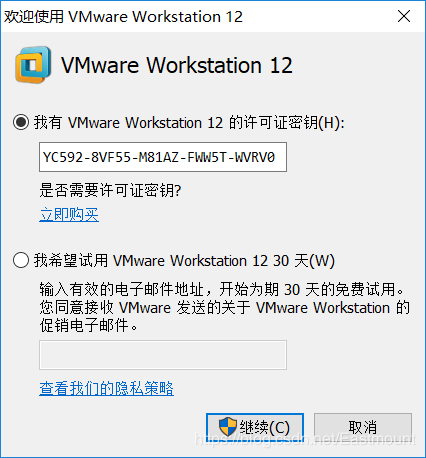 欢迎使用 VMware Workstation 12
VMware Workstation 12
我有 VMware Workstation 12 的许可证密钥(H):
YC592-8VF55-M81AZ-FWW5T-WVRV0
是否需要许可证密钥?
立即购买
我希望试用 VMware Workstation 12 30 天(W)
输入有效的电子邮件地址，开始为期 30 天的免费试用。
您同意接收 VMware 发送的关于 VMware Workstation 的
促销电子邮件。
查看我们的隐私策略
继续(C)
取消
https://blog.csdn.net/Eastmount